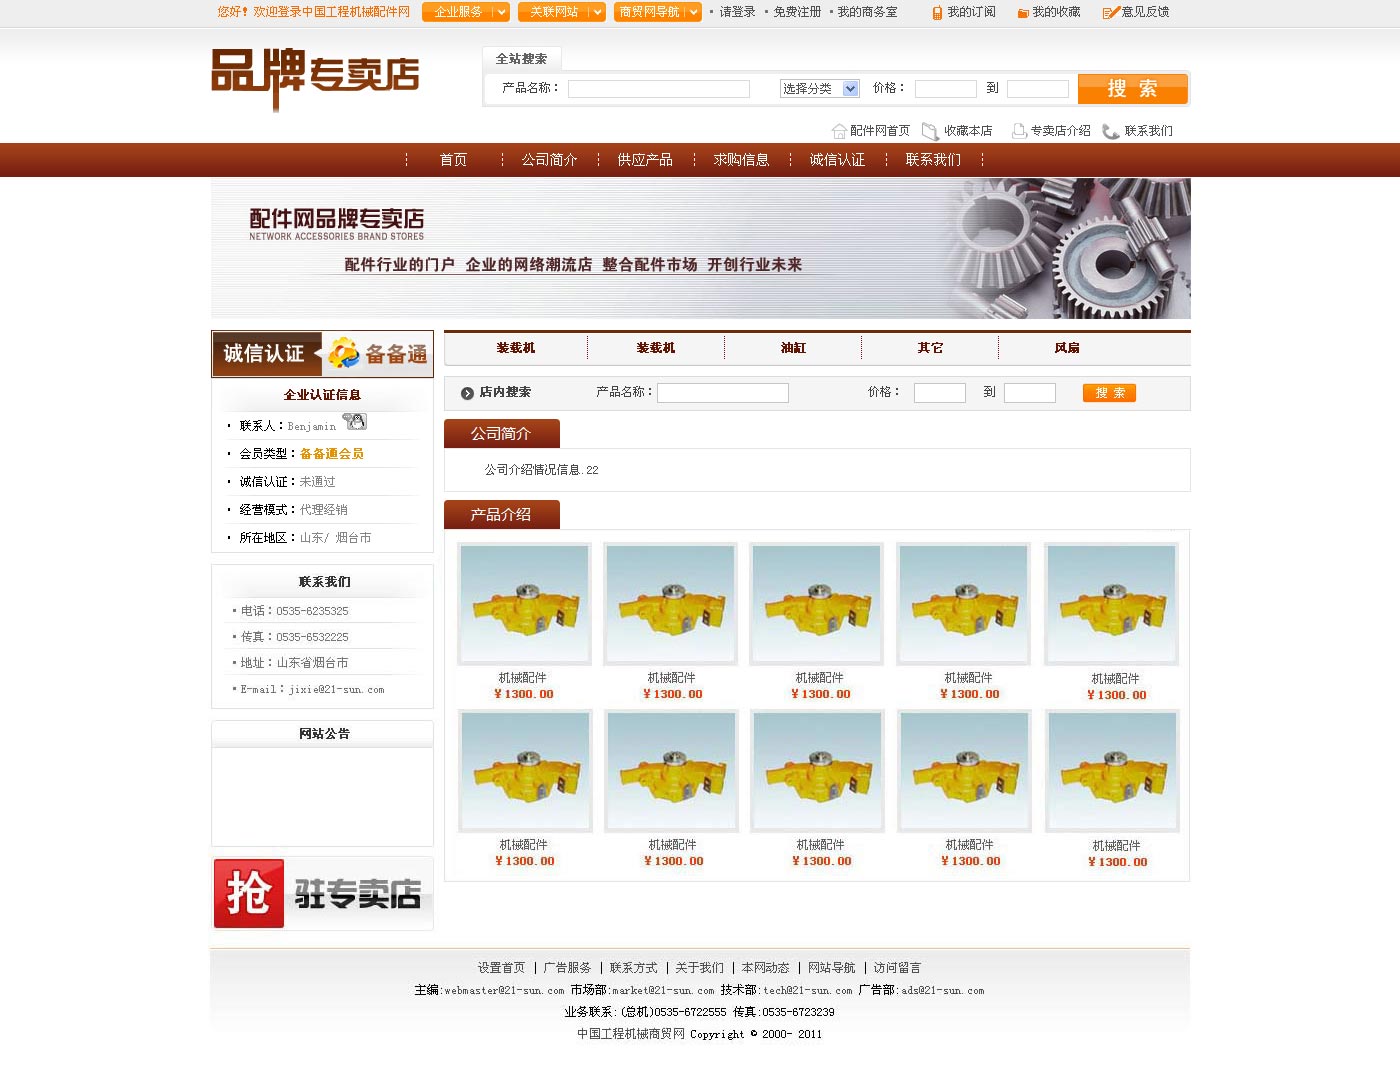 您好！欢迎登录中国工程机械配件网 企业服务 关联网站 商贸网导航 · 请登录 · 免费注册 · 我的商务室 我的订阅 我的收藏 意见反馈
品牌专卖店
全站搜索
产品名称： 选择分类 价格： 到 搜 索
配件网首页 收藏本店 专卖店介绍 联系我们
首页 公司简介 供应产品 求购信息 诚信认证 联系我们
配件网品牌专卖店
NETWORK ACCESSORIES BRAND STORES
配件行业的门户 企业的网络潮流店 整合配件市场 开创行业未来
诚信认证 备备通
企业认证信息
· 联系人：Benjamin
· 会员类型：备备通会员
· 诚信认证：未通过
· 经营模式：代理经销
· 所在地区：山东/ 烟台市
联系我们
· 电话：0535-6235325
· 传真：0535-6532225
· 地址：山东省烟台市
· E-mail：jixie@21-sun.com
网站公告
抢 驻专卖店
装载机 装载机 油缸 其它 风扇
店内搜索 产品名称： 价格： 到 搜 索
公司简介
公司介绍情况信息.22
产品介绍
机械配件 机械配件 机械配件 机械配件 机械配件
¥1300.00 ¥1300.00 ¥1300.00 ¥1300.00 ¥1300.00
机械配件 机械配件 机械配件 机械配件 机械配件
¥1300.00 ¥1300.00 ¥1300.00 ¥1300.00 ¥1300.00
设置首页 | 广告服务 | 联系方式 | 关于我们 | 本网动态 | 网站导航 | 访问留言
主编:webmaster@21-sun.com 市场部:market@21-sun.com 技术部:tech@21-sun.com 广告部:ads@21-sun.com
业务联系:(总机)0535-6722555 传真:0535-6723239
中国工程机械商贸网 Copyright © 2000- 2011